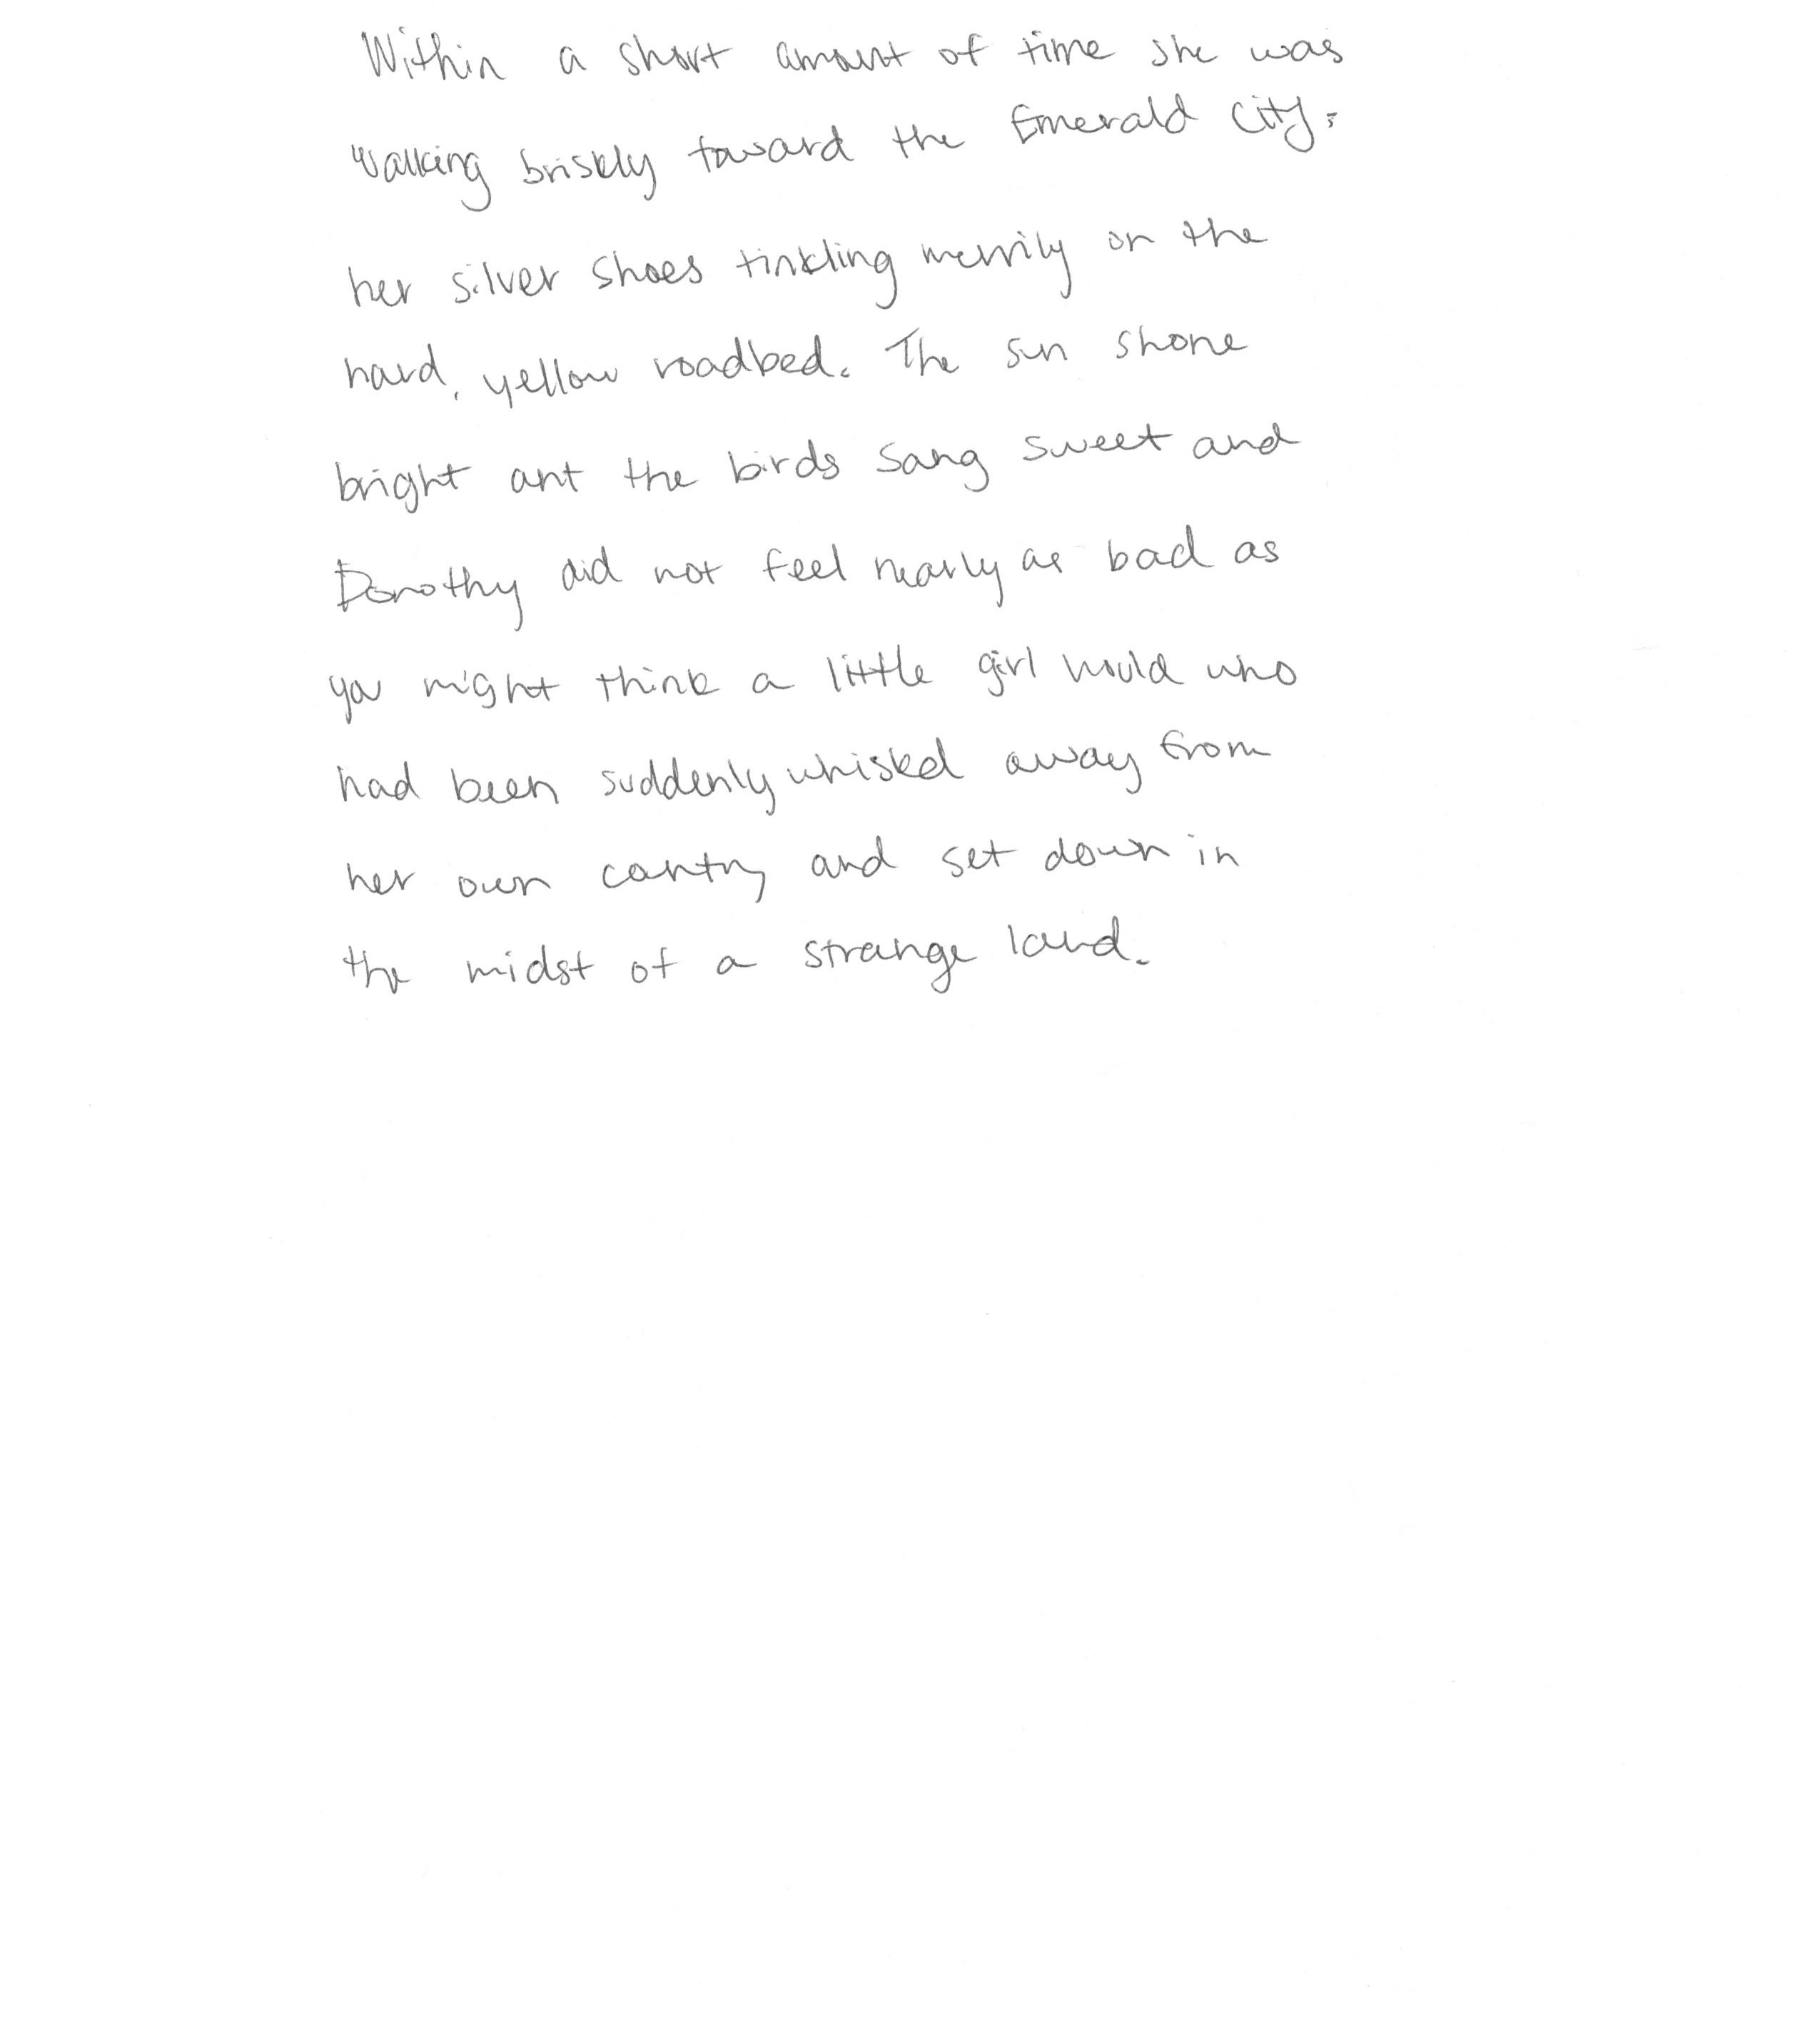 Within a short amount of time she was
walking briskly toward the Emerald City,
her silver shoes tinkling merrily on the
hard, yellow roadbed. The sun shone
bright ant the birds sang sweet and
Dorothy did not feel nearly as bad as
you might think a little girl would who
had been suddenly whisked away from
her own country and set down in
the midst of a strange land.